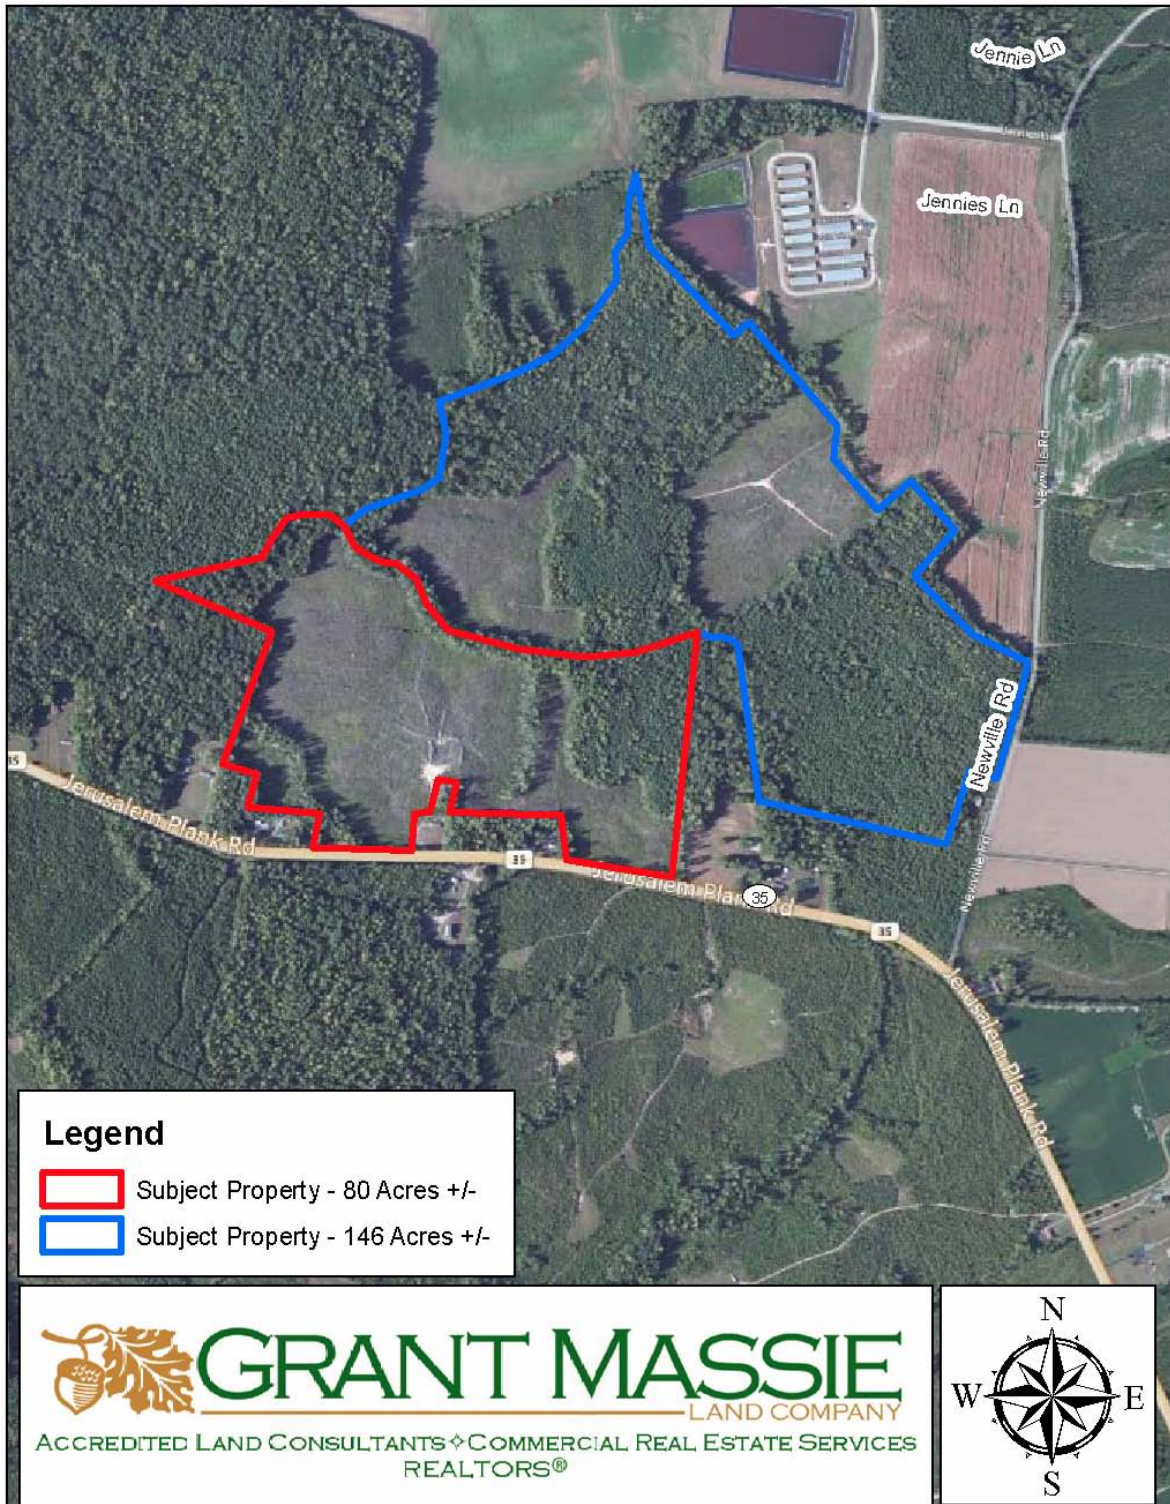 Jennie Ln
Jennies Ln
Newville Rd
Newville Rd
Newville Rd
35
Jerusalem Plank Rd
35
Jerusalem Plank Rd
35
35
Jerusalem Plank Rd
Legend
Subject Property - 80 Acres +/-
Subject Property - 146 Acres +/-
GRANT MASSIE
LAND COMPANY
ACCREDITED LAND CONSULTANTS✧COMMERCIAL REAL ESTATE SERVICES
REALTORS®
N
W E
S